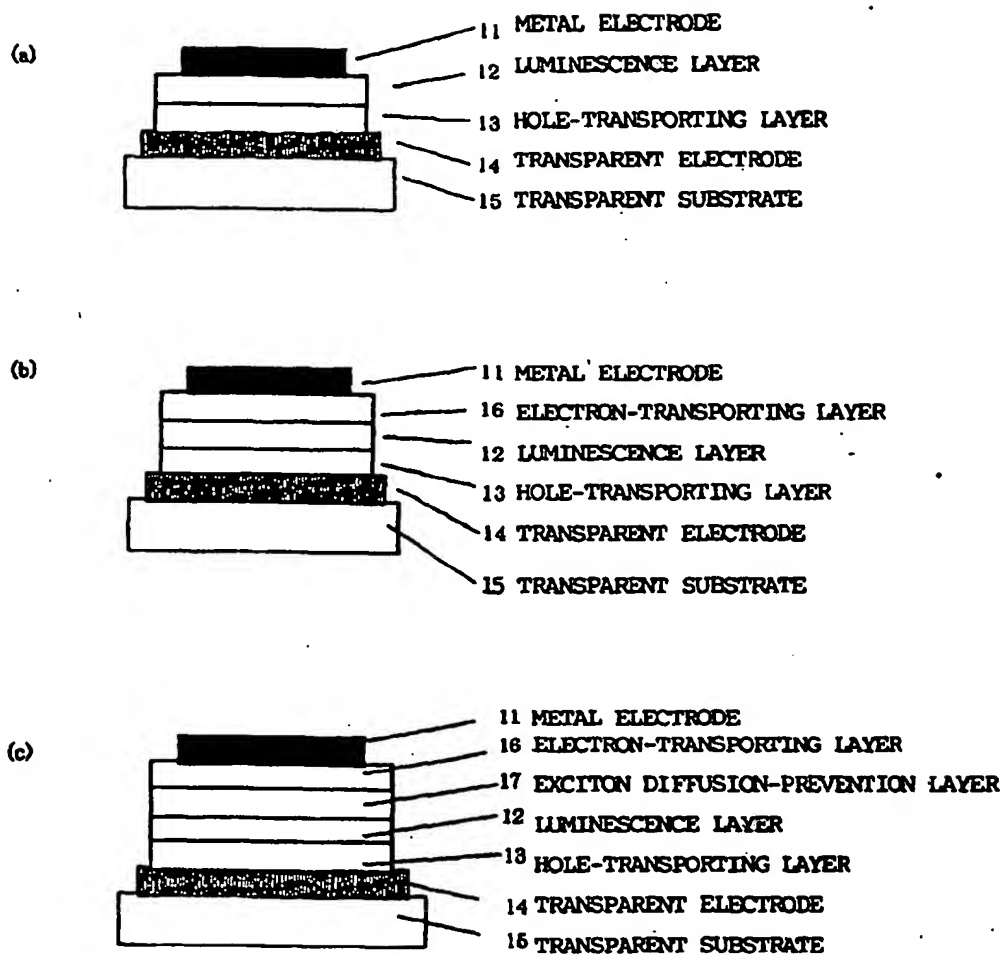 (a)
11 METAL ELECTRODE
12 LUMINESCENCE LAYER
13 HOLE-TRANSPORTING LAYER
14 TRANSPARENT ELECTRODE
15 TRANSPARENT SUBSTRATE
(b)
11 METAL ELECTRODE
16 ELECTRON-TRANSPORTING LAYER
12 LUMINESCENCE LAYER
13 HOLE-TRANSPORTING LAYER
14 TRANSPARENT ELECTRODE
15 TRANSPARENT SUBSTRATE
(c)
11 METAL ELECTRODE
16 ELECTRON-TRANSPORTING LAYER
17 EXCITON DIFFUSION-PREVENTION LAYER
12 LUMINESCENCE LAYER
13 HOLE-TRANSPORTING LAYER
14 TRANSPARENT ELECTRODE
15 TRANSPARENT SUBSTRATE